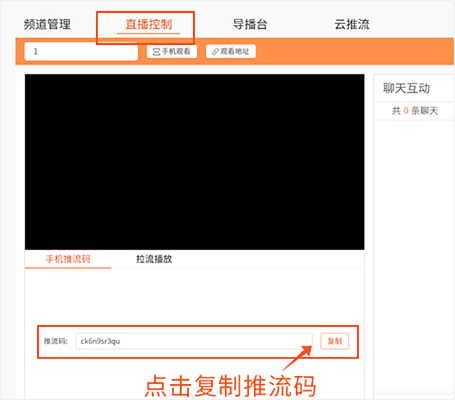 频道管理 直播控制 导播台 云推流
1 手机观看 观看地址
聊天互动
共 0 条聊天
手机推流码 拉流播放
推流码: ck6n9sr3qu 复制
点击复制推流码